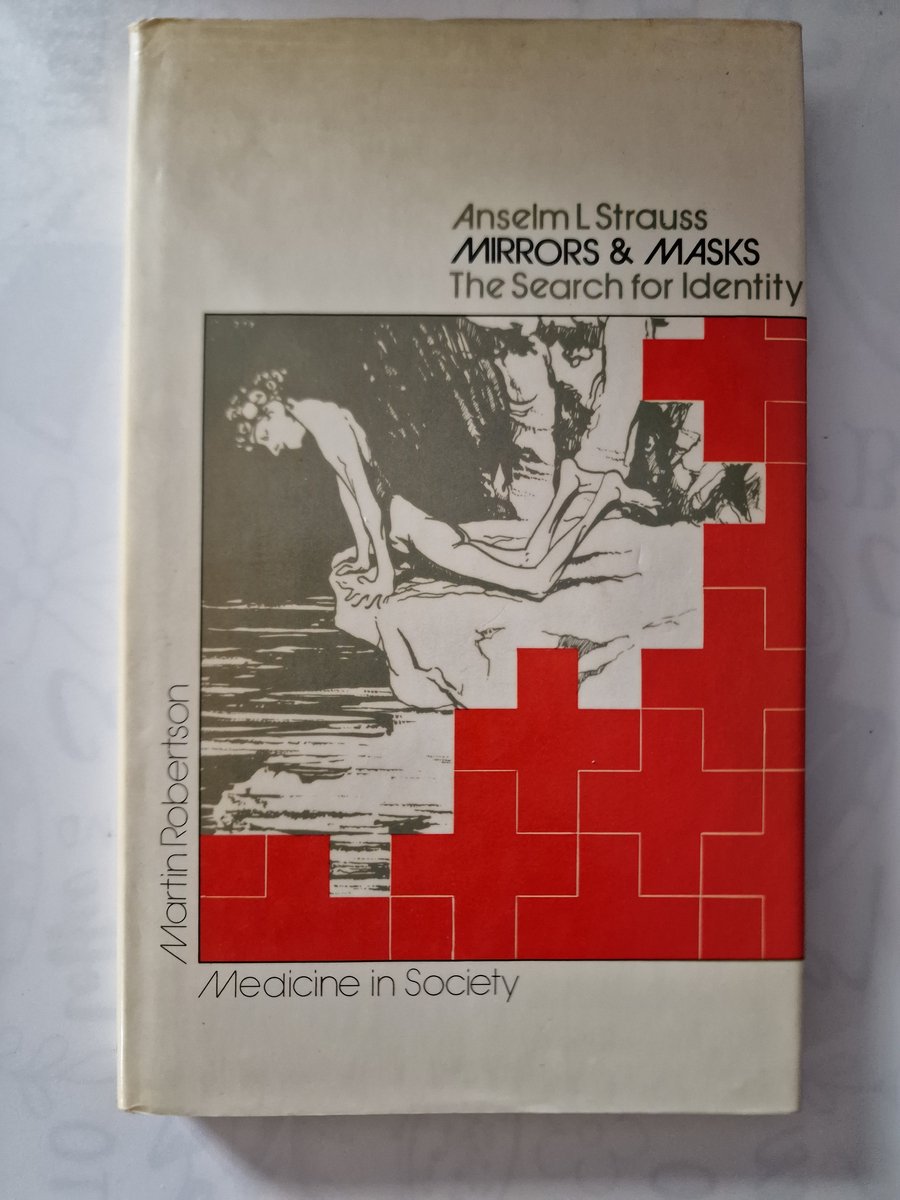 Anselm L Strauss
MIRRORS & MASKS
The Search for Identity
Martin Robertson
Medicine in Society